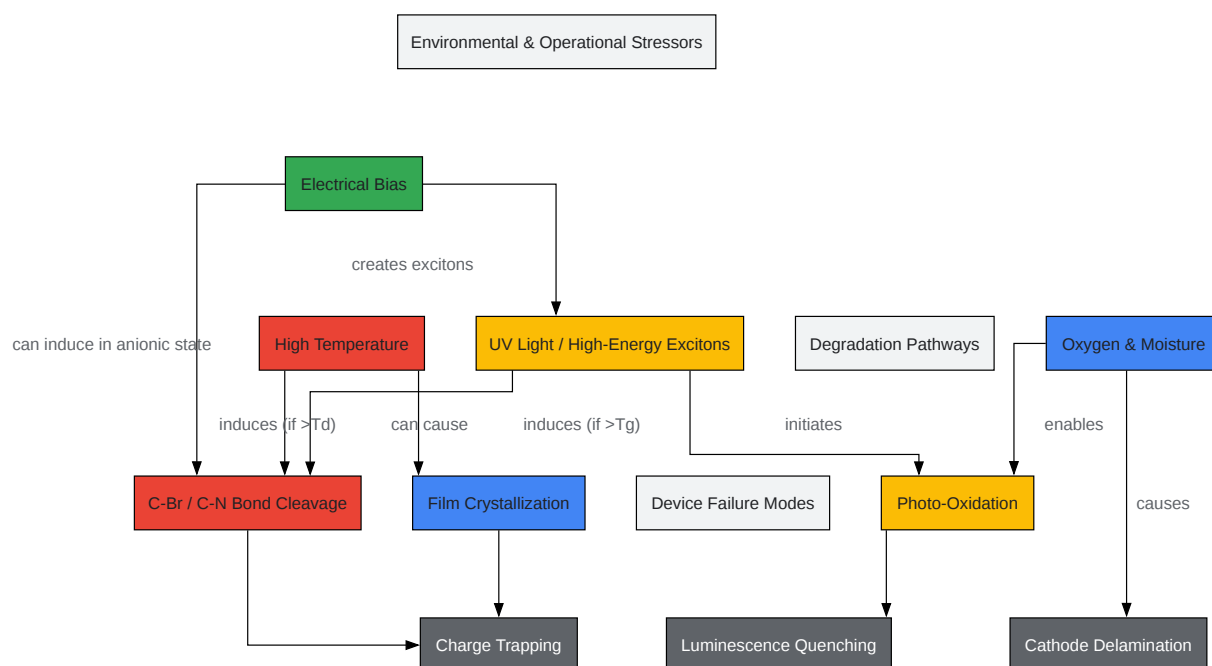 Environmental & Operational Stressors
Electrical Bias
creates excitons
can induce in anionic state
High Temperature
UV Light / High-Energy Excitons
Degradation Pathways
Oxygen & Moisture
induces (if >Td)
can cause
induces (if >Tg)
initiates
enables
C-Br / C-N Bond Cleavage
Film Crystallization
Device Failure Modes
Photo-Oxidation
causes
Charge Trapping
Luminescence Quenching
Cathode Delamination